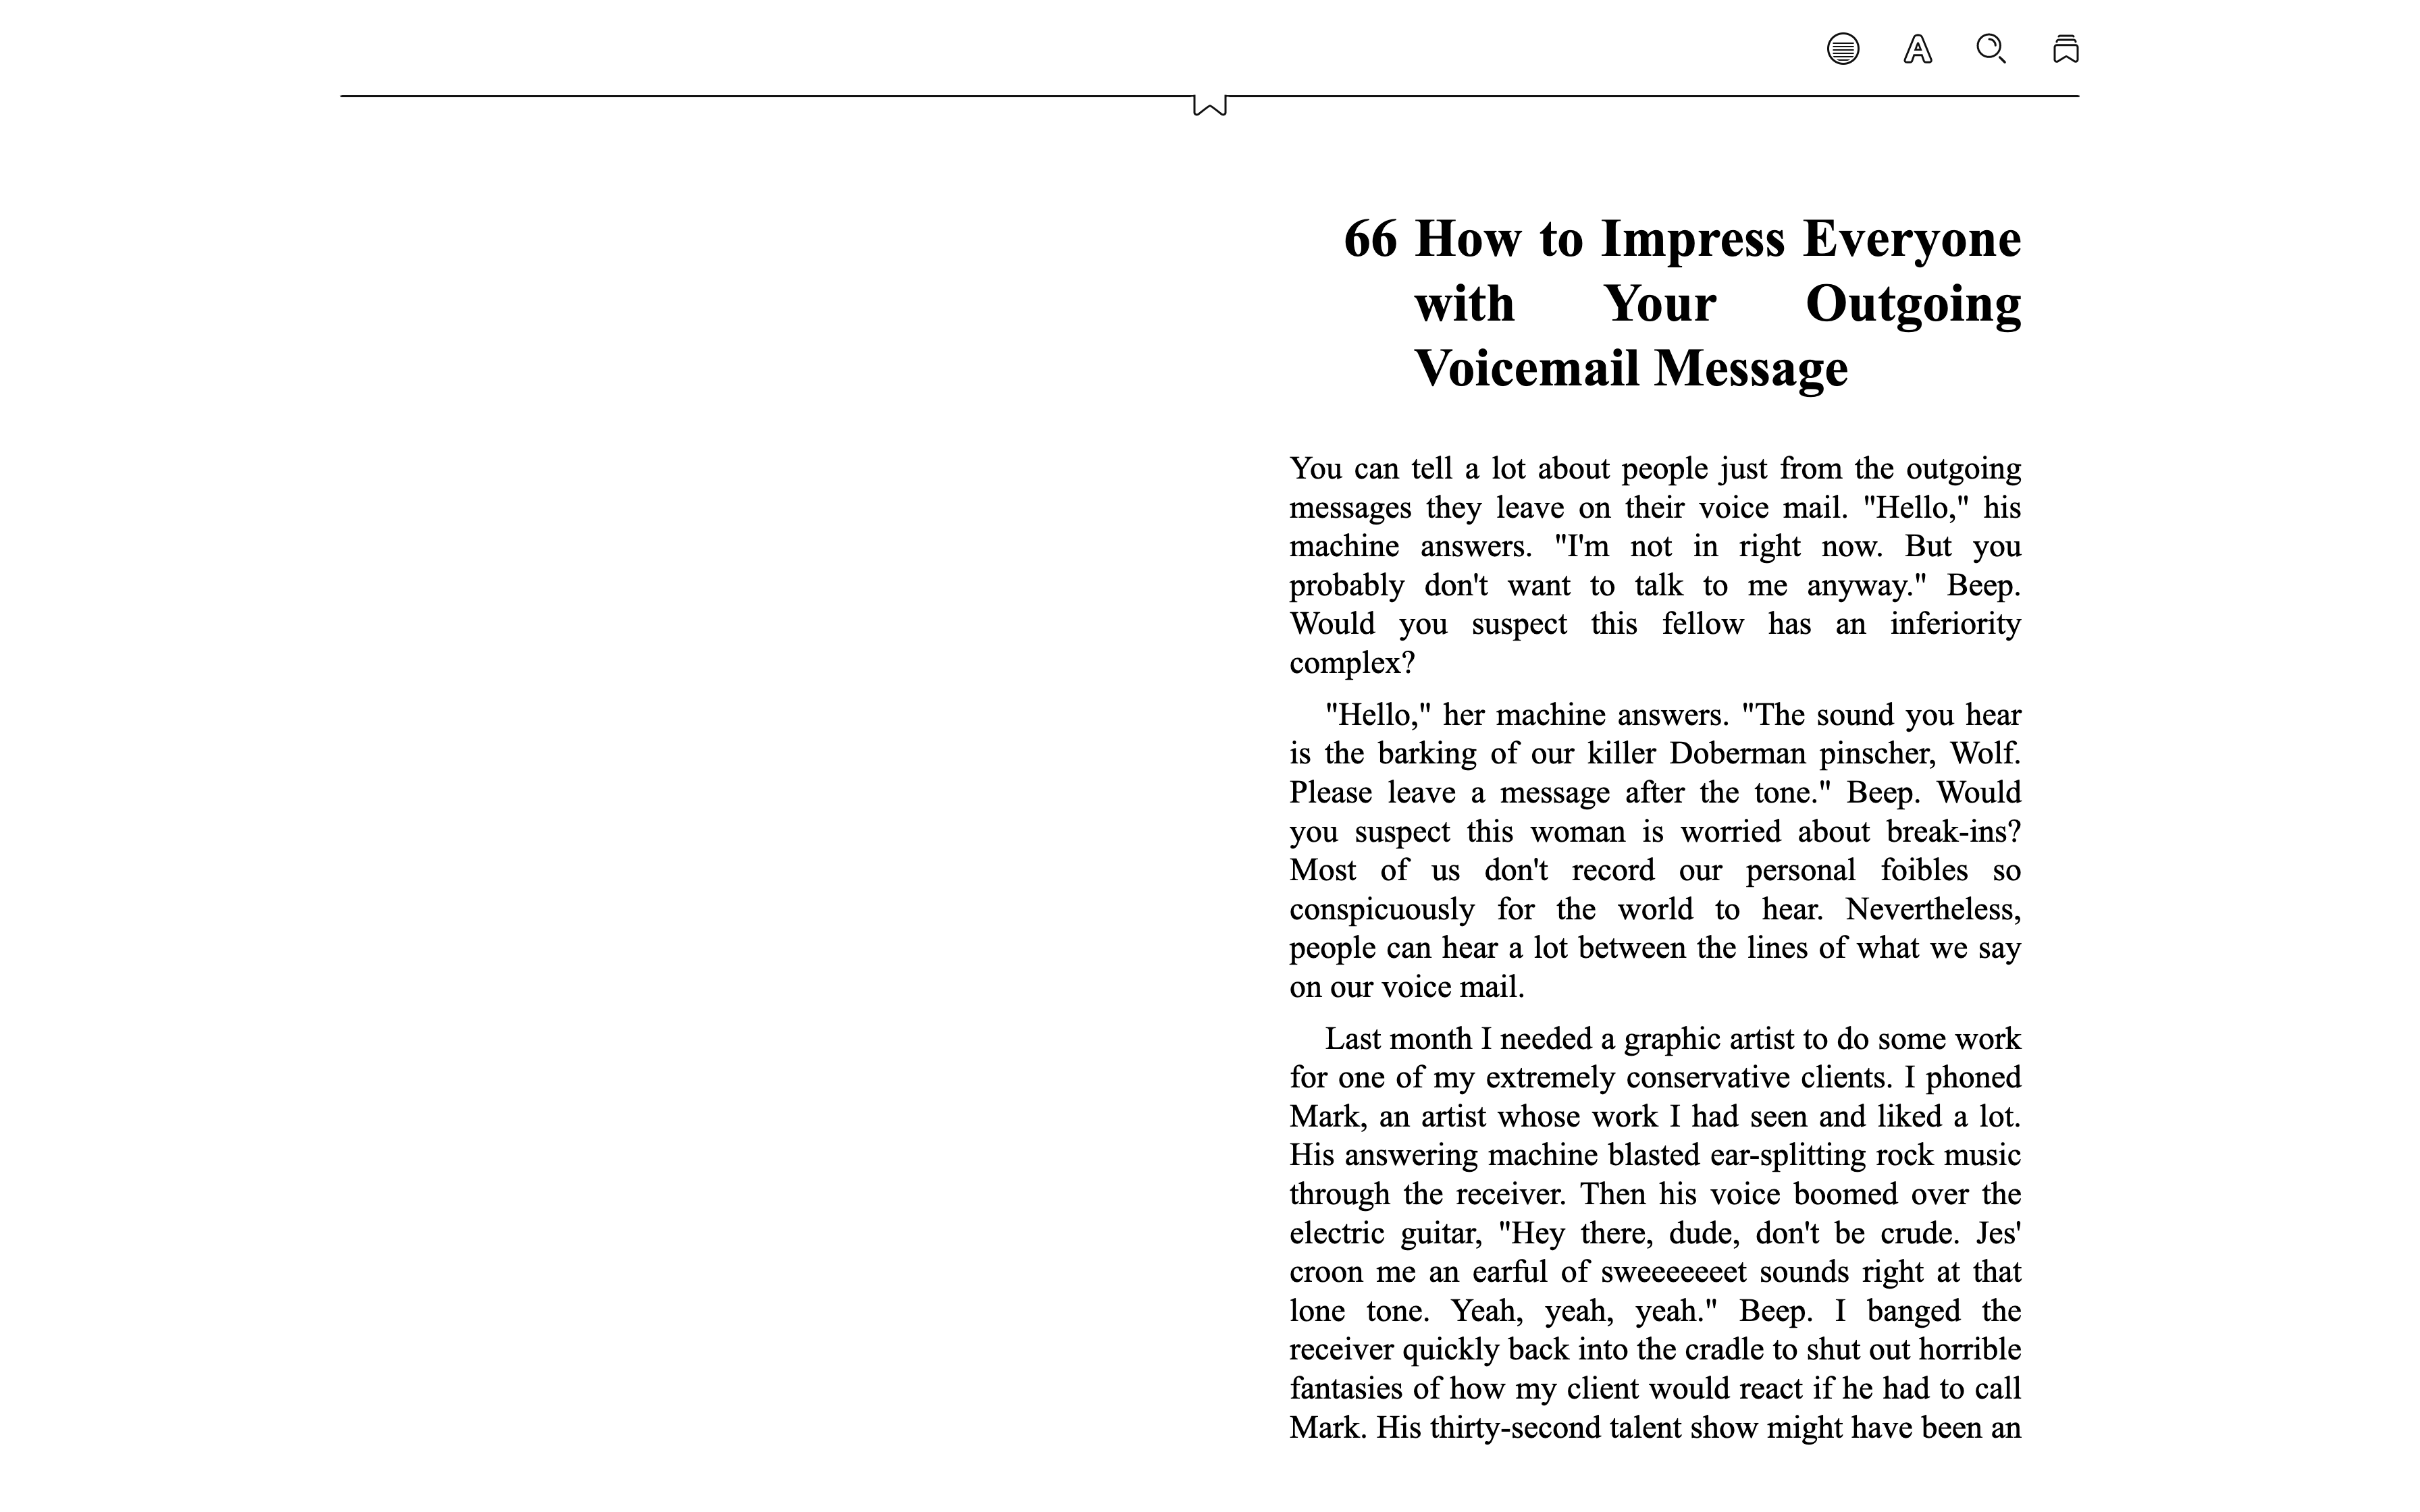 66 How to Impress Everyone
with Your Outgoing
Voicemail Message
You can tell a lot about people just from the outgoing
messages they leave on their voice mail. "Hello," his
machine answers. "I'm not in right now. But you
probably don't want to talk to me anyway." Beep.
Would you suspect this fellow has an inferiority
complex?
"Hello," her machine answers. "The sound you hear
is the barking of our killer Doberman pinscher, Wolf.
Please leave a message after the tone." Beep. Would
you suspect this woman is worried about break-ins?
Most of us don't record our personal foibles so
conspicuously for the world to hear. Nevertheless,
people can hear a lot between the lines of what we say
on our voice mail.
Last month I needed a graphic artist to do some work
for one of my extremely conservative clients. I phoned
Mark, an artist whose work I had seen and liked a lot.
His answering machine blasted ear-splitting rock music
through the receiver. Then his voice boomed over the
electric guitar, "Hey there, dude, don't be crude. Jes'
croon me an earful of sweeeeeeet sounds right at that
lone tone. Yeah, yeah, yeah." Beep. I banged the
receiver quickly back into the cradle to shut out horrible
fantasies of how my client would react if he had to call
Mark. His thirty-second talent show might have been an